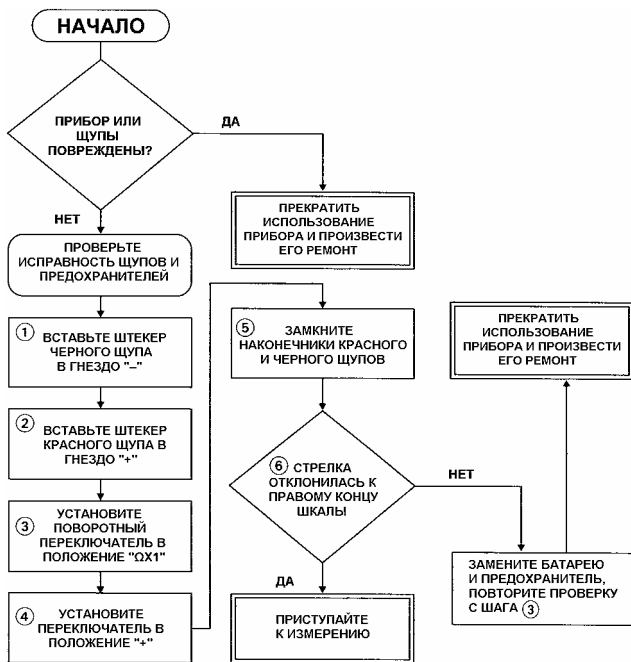 НАЧАЛО
ПРИБОР ИЛИ
ЩУПЫ
ПОВРЕЖДЕНЫ?
ДА
ПРЕКРАТИТЬ
ИСПОЛЬЗОВАНИЕ
ПРИБОРА И ПРОИЗВЕСТИ
ЕГО РЕМОНТ
НЕТ
ПРОВЕРЬТЕ
ИСПРАВНОСТЬ ЩУПОВ И
ПРЕДОХРАНИТЕЛЕЙ
1 ВСТАВЬТЕ ШТЕКЕР
ЧЕРНОГО ЩУПА
В ГНЕЗДО "–"
2 ВСТАВЬТЕ ШТЕКЕР
КРАСНОГО ЩУПА В
ГНЕЗДО "+"
3 УСТАНОВИТЕ
ПОВОРОТНЫЙ
ПЕРЕКЛЮЧАТЕЛЬ В
ПОЛОЖЕНИЕ "ΩX1"
4 УСТАНОВИТЕ
ПЕРЕКЛЮЧАТЕЛЬ В
ПОЛОЖЕНИЕ "+"
5 ЗАМКНИТЕ
НАКОНЕЧНИКИ КРАСНОГО
И ЧЕРНОГО ЩУПОВ
6 СТРЕЛКА
ОТКЛОНИЛАСЬ К
ПРАВОМУ КОНЦУ
ШКАЛЫ
НЕТ
ДА
ПРИСТУПАЙТЕ
К ИЗМЕРЕНИЮ
ЗАМЕНИТЕ БАТАРЕЮ
И ПРЕДОХРАНИТЕЛЬ,
ПОВТОРИТЕ ПРОВЕРКУ
С ШАГА 3
ПРЕКРАТИТЬ
ИСПОЛЬЗОВАНИЕ
ПРИБОРА И ПРОИЗВЕСТИ
ЕГО РЕМОНТ